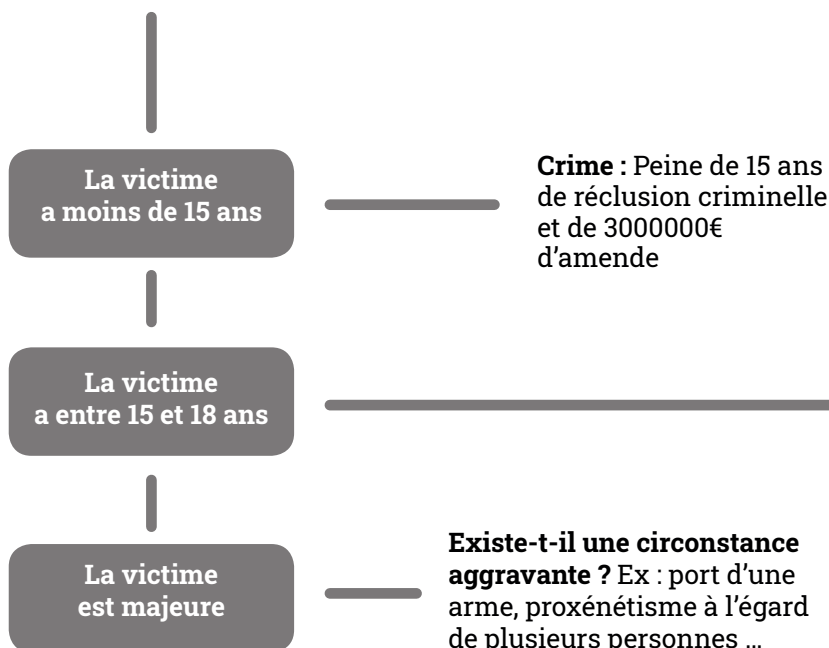 La victime
a moins de 15 ans
Crime : Peine de 15 ans
de réclusion criminelle
et de 3000000€
d’amende
La victime
a entre 15 et 18 ans
La victime
est majeure
Existe-t-il une circonstance
aggravante ? Ex : port d’une
arme, proxénétisme à l’égard
de plusieurs personnes ...